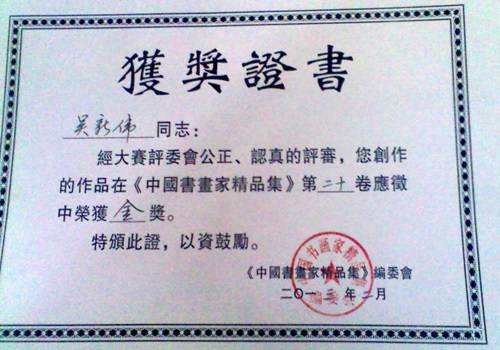 獲獎證書
吴新伟 同志：
經大賽評委會公正、認真的評審，您創作
的作品在《中國書畫家精品集》第二十卷應徵
中榮獲 金 獎。
特頒此證，以資鼓勵。
《中國書畫家精品集》編委會
二〇一二年二月